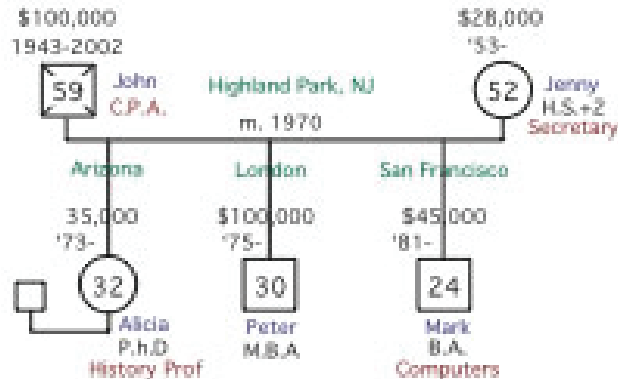 $100,000
1943-2002
59
John
C.P.A.
Highland Park, NJ
$28,000
'53-
52
Jenny
H.S.+2
Secretary
m. 1970
Arizona
London
San Francisco
35,000
'73-
$100,000
'75-
$45,000
'81-
32
30
24
Alicia
P.h.D
History Prof
Peter
M.B.A
Mark
B.A.
Computers